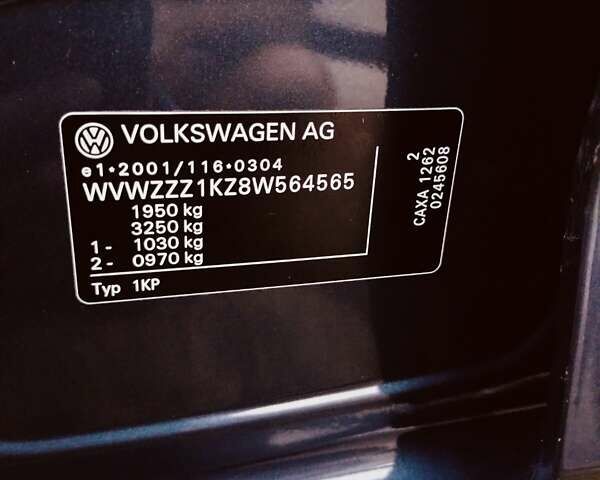 VOLKSWAGEN AG
e1*2001/116*0304
WVWZZZ1KZ8W564565
1950 kg
3250 kg
1- 1030 kg
2- 0970 kg
Typ 1KP
2
CAXA 1262
0245608